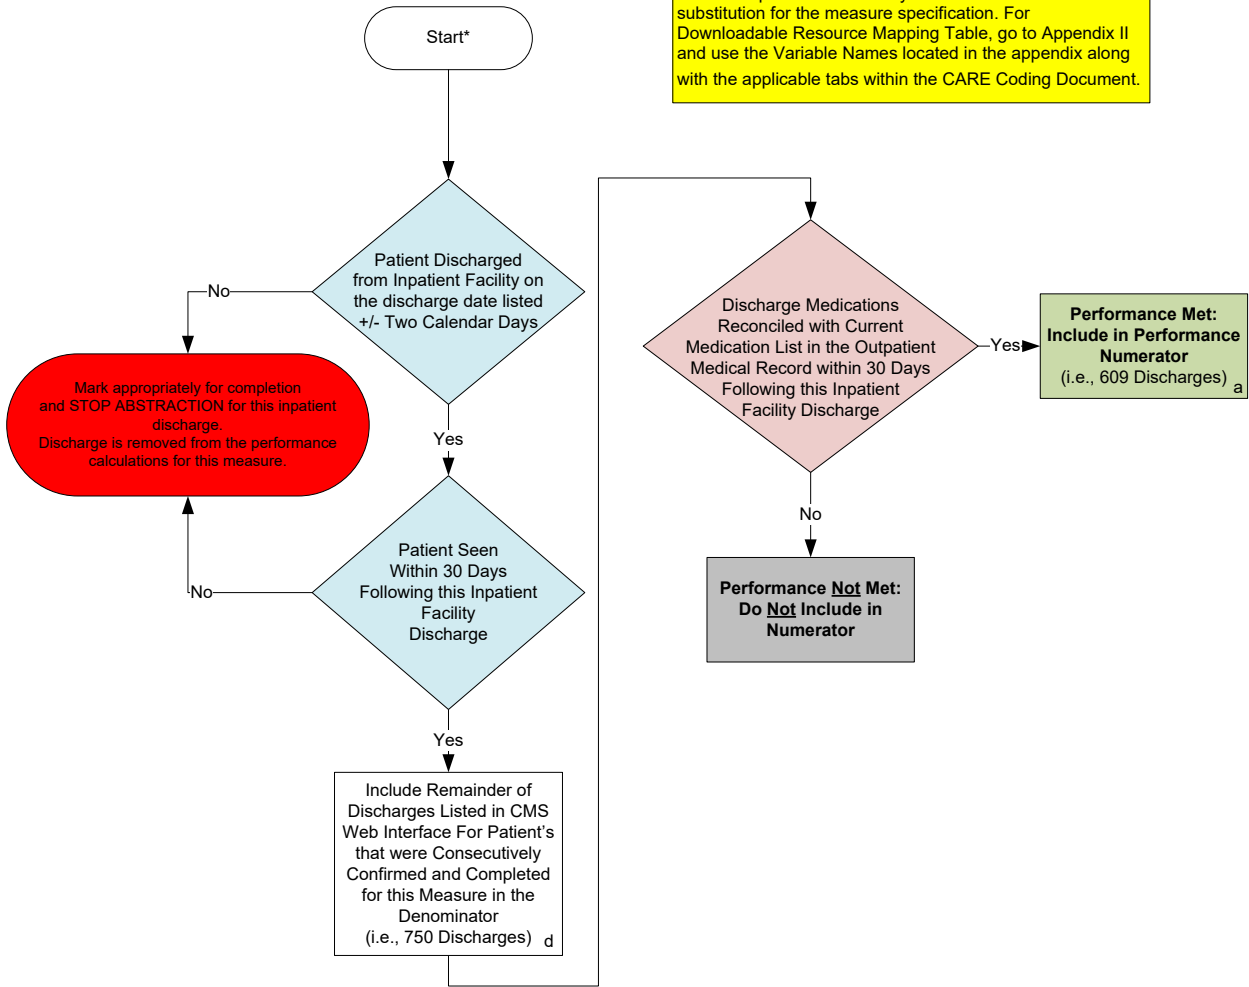 Start*
substitution for the measure specification. For
Downloadable Resource Mapping Table, go to Appendix II
and use the Variable Names located in the appendix along
with the applicable tabs within the CARE Coding Document.
Patient Discharged
from Inpatient Facility on
the discharge date listed
+/- Two Calendar Days
No
Mark appropriately for completion
and STOP ABSTRACTION for this inpatient
discharge.
Discharge is removed from the performance
calculations for this measure.
Yes
Patient Seen
Within 30 Days
Following this Inpatient
Facility
Discharge
No
Yes
Include Remainder of
Discharges Listed in CMS
Web Interface For Patient's
that were Consecutively
Confirmed and Completed
for this Measure in the
Denominator
(i.e., 750 Discharges) d
Discharge Medications
Reconciled with Current
Medication List in the Outpatient
Medical Record within 30 Days
Following this Inpatient
Facility Discharge
Yes
Performance Met:
Include in Performance
Numerator
(i.e., 609 Discharges) a
No
Performance Not Met:
Do Not Include in
Numerator